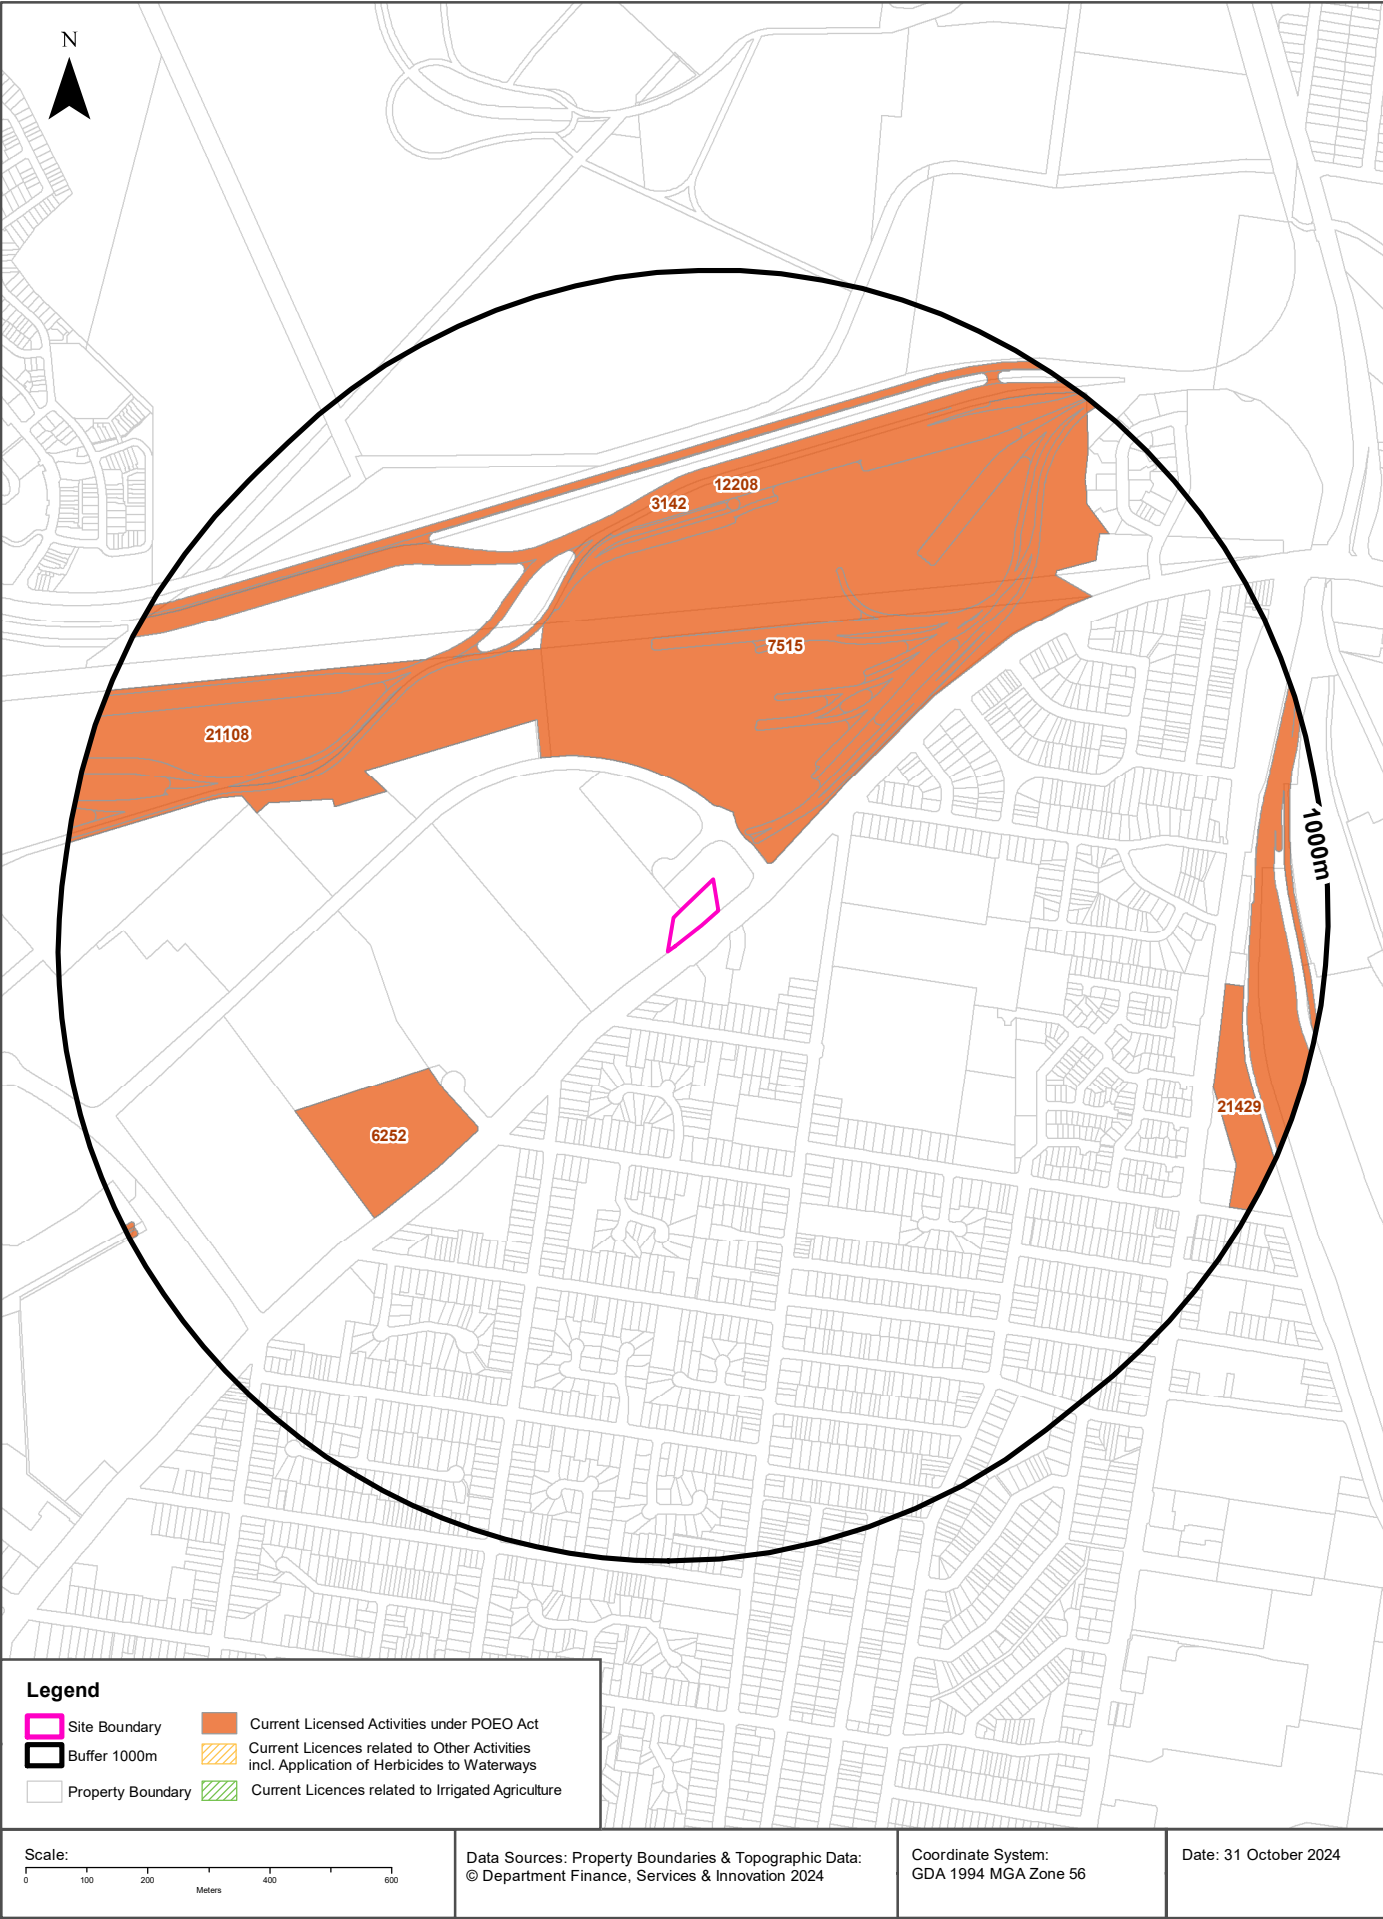 N
12208
3142
7515
21108
1000m
21429
6252
Legend
Site Boundary
Buffer 1000m
Property Boundary
Current Licensed Activities under POEO Act
Current Licences related to Other Activities
incl. Application of Herbicides to Waterways
Current Licences related to Irrigated Agriculture
Scale:
0 100 200 400 600
Meters
Data Sources: Property Boundaries & Topographic Data:
© Department Finance, Services & Innovation 2024
Coordinate System:
GDA 1994 MGA Zone 56
Date: 31 October 2024